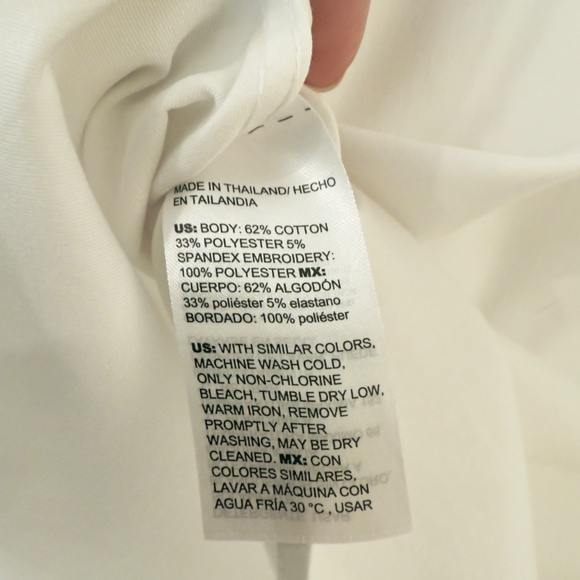 MADE IN THAILAND/ HECHO
EN TAILANDIA
US: BODY: 62% COTTON
33% POLYESTER 5%
SPANDEX EMBROIDERY:
100% POLYESTER MX:
CUERPO: 62% ALGODÓN
33% poliéster 5% elastano
BORDADO: 100% poliéster
US: WITH SIMILAR COLORS,
MACHINE WASH COLD,
ONLY NON-CHLORINE
BLEACH, TUMBLE DRY LOW,
WARM IRON, REMOVE
PROMPTLY AFTER
WASHING, MAY BE DRY
CLEANED. MX: CON
COLORES SIMILARES,
LAVAR A MÁQUINA CON
AGUA FRÍA 30 °C , USAR